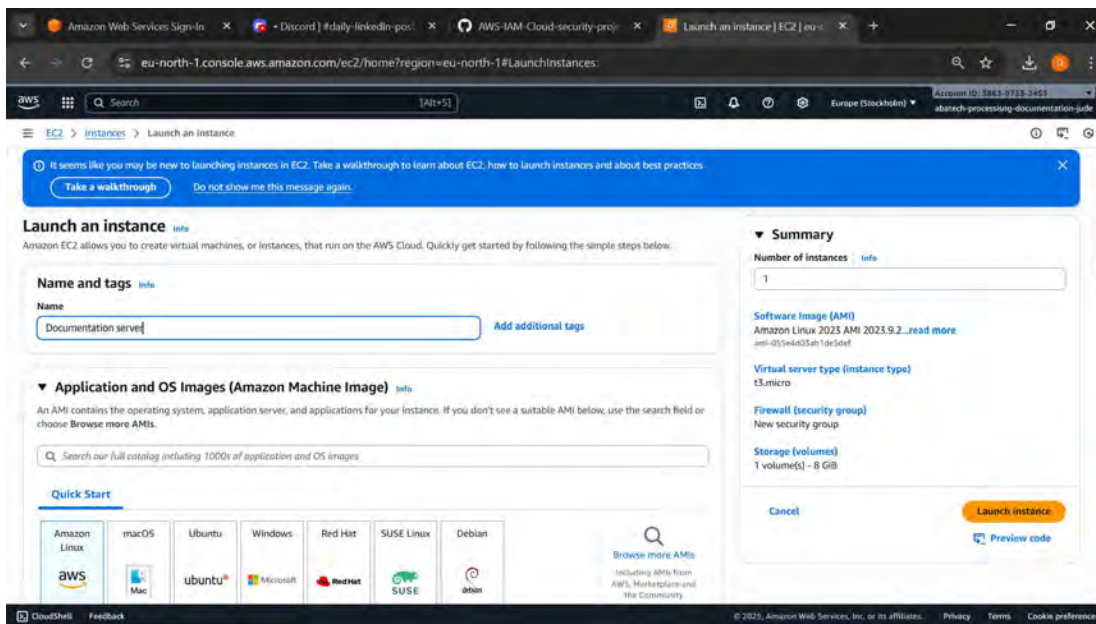 Amazon Web Services Sign-In
• Discord | #daily-linkedin-pos
AWS-IAM-Cloud-security-proj
Launch an instance | EC2 | eu-
eu-north-1.console.aws.amazon.com/ec2/home?region=eu-north-1#LaunchInstances:
aws
Search
[Alt+S]
Europe (Stockholm)
abatech-processisng-documentation-jude
EC2 > Instances > Launch an instance
It seems like you may be new to launching instances in EC2. Take a walkthrough to learn about EC2, how to launch instances and about best practices
Take a walkthrough
Do not show me this message again.
Launch an instance Info
Amazon EC2 allows you to create virtual machines, or instances, that run on the AWS Cloud. Quickly get started by following the simple steps below.
Name and tags Info
Name
Documentation server
Add additional tags
Application and OS Images (Amazon Machine Image) Info
An AMI contains the operating system, application server, and applications for your instance. If you don't see a suitable AMI below, use the search field or
choose Browse more AMIs.
Search our full catalog including 1000s of application and OS images
Quick Start
Amazon
Linux
aws
macOS
Mac
Ubuntu
ubuntu
Windows
Microsoft
Red Hat
Red Hat
SUSE Linux
SUSE
Debian
debian
Browse more AMIs
Including AMIs from
AWS, Marketplace and
the Community
Summary
Number of instances Info
1
Software Image (AMI)
Amazon Linux 2023 AMI 2023.9.2...read more
Virtual server type (instance type)
t3.micro
Firewall (security group)
New security group
Storage (volumes)
1 volume(s) - 8 GiB
Cancel
Launch instance
Preview code
CloudShell Feedback
© 2025, Amazon Web Services, Inc. or its affiliates. Privacy Terms Cookie preference